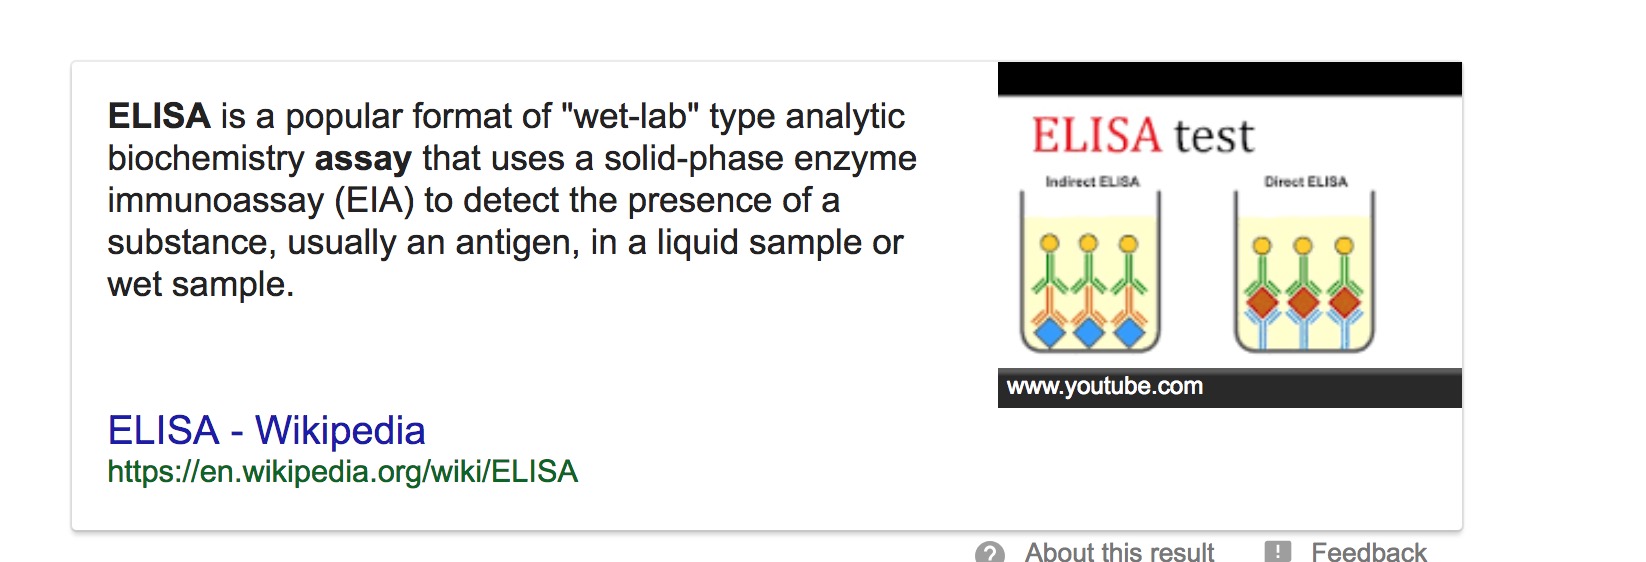 ELISA is a popular format of "wet-lab" type analytic
biochemistry assay that uses a solid-phase enzyme
immunoassay (EIA) to detect the presence of a
substance, usually an antigen, in a liquid sample or
wet sample.
ELISA - Wikipedia
https://en.wikipedia.org/wiki/ELISA
ELISA test
Indirect ELISA
Direct ELISA
www.youtube.com
? About this result
! Feedback